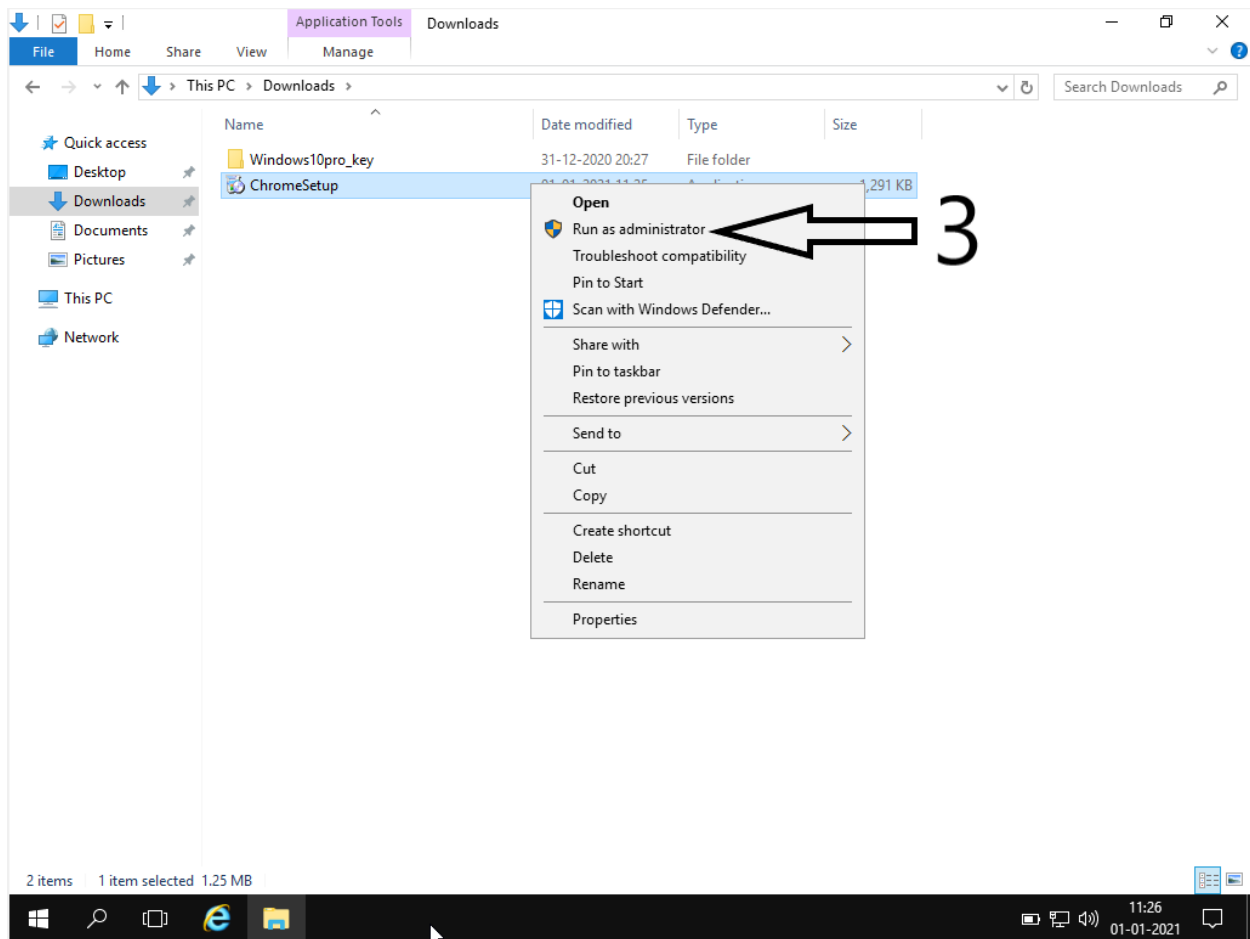 Application Tools
Downloads
File
Home
Share
View
Manage
This PC
Downloads
Search Downloads
Name
Date modified
Type
Size
Quick access
Desktop
Downloads
Documents
Pictures
This PC
Network
Windows10pro_key
31-12-2020 20:27
File folder
ChromeSetup
1,291 KB
Open
Run as administrator
3
Troubleshoot compatibility
Pin to Start
Scan with Windows Defender...
Share with
Pin to taskbar
Restore previous versions
Send to
Cut
Copy
Create shortcut
Delete
Rename
Properties
2 items
1 item selected 1.25 MB
11:26
01-01-2021